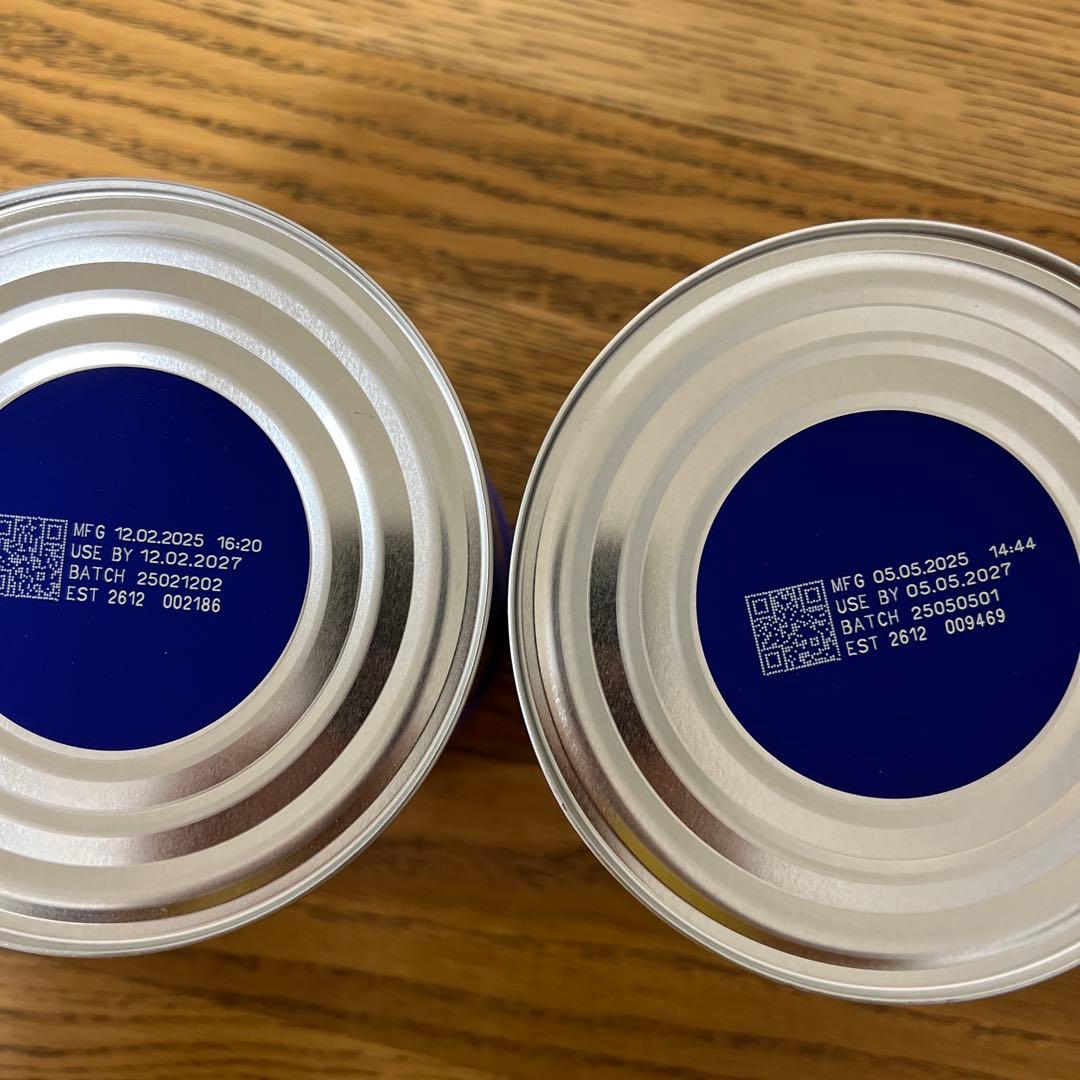 MFG 12.02.2025 16:20
USE BY 12.02.2027
BATCH 25021202
EST 2612 002186
MFG 05.05.2025 14:44
USE BY 05.05.2027
BATCH 25050501
EST 2612 009469